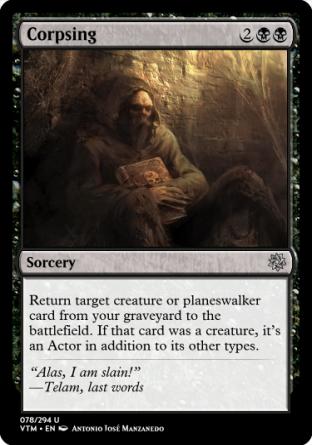 Corpsing 2
Sorcery
Return target creature or planeswalker
card from your graveyard to the
battlefield. If that card was a creature, it's
an Actor in addition to its other types.
"Alas, I am slain!"
—Telam, last words
078/294 U
VTM • EN Antonio José Manzanedo